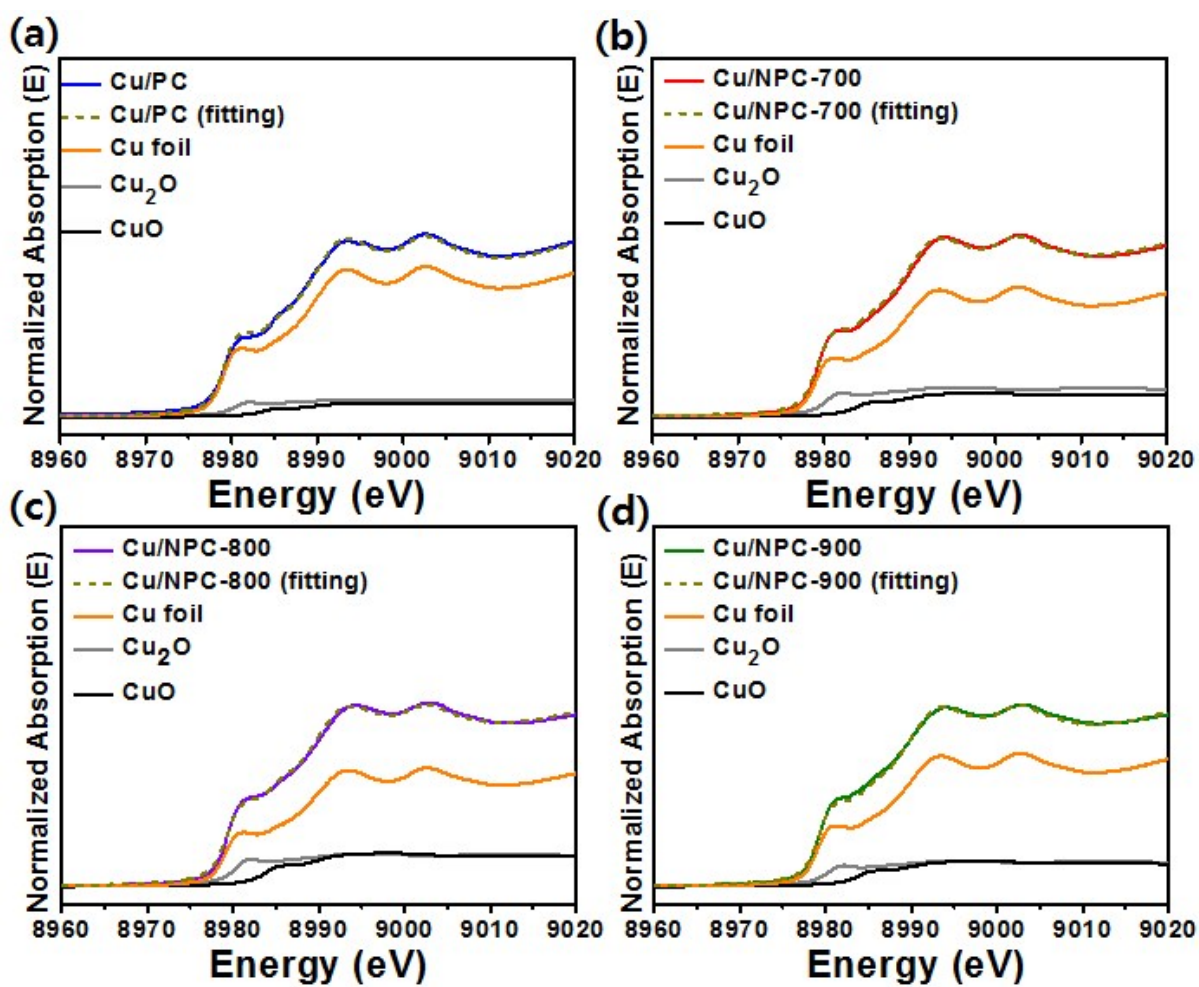 (a)
Normalized Absorption (E)
Cu/PC
Cu/PC (fitting)
Cu foil
Cu₂O
CuO
8960 8970 8980 8990 9000 9010 9020
Energy (eV)
(b)
Normalized Absorption (E)
Cu/NPC-700
Cu/NPC-700 (fitting)
Cu foil
Cu₂O
CuO
8960 8970 8980 8990 9000 9010 9020
Energy (eV)
(c)
Normalized Absorption (E)
Cu/NPC-800
Cu/NPC-800 (fitting)
Cu foil
Cu₂O
CuO
8960 8970 8980 8990 9000 9010 9020
Energy (eV)
(d)
Normalized Absorption (E)
Cu/NPC-900
Cu/NPC-900 (fitting)
Cu foil
Cu₂O
CuO
8960 8970 8980 8990 9000 9010 9020
Energy (eV)